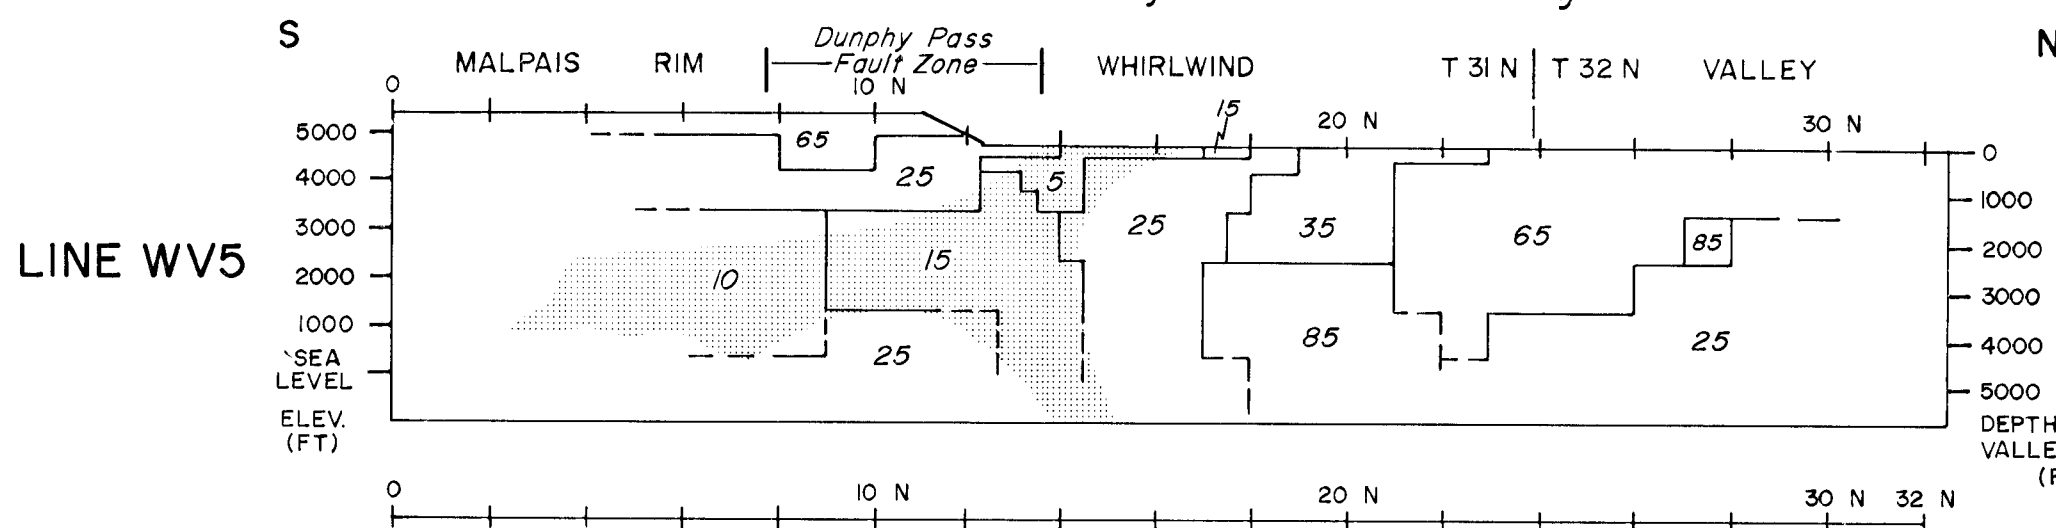 S
N
MALPAIS RIM
Dunphy Pass
Fault Zone
WHIRLWIND
T 31 N
T 32 N
VALLEY
0
10 N
15
20 N
30 N
5000
4000
3000
2000
1000
SEA
LEVEL
ELEV.
(FT)
LINE WV5
65
25
5
10
15
25
25
35
85
65
85
25
0
1000
2000
3000
4000
5000
DEPTH
0
10 N
20 N
30 N
32 N